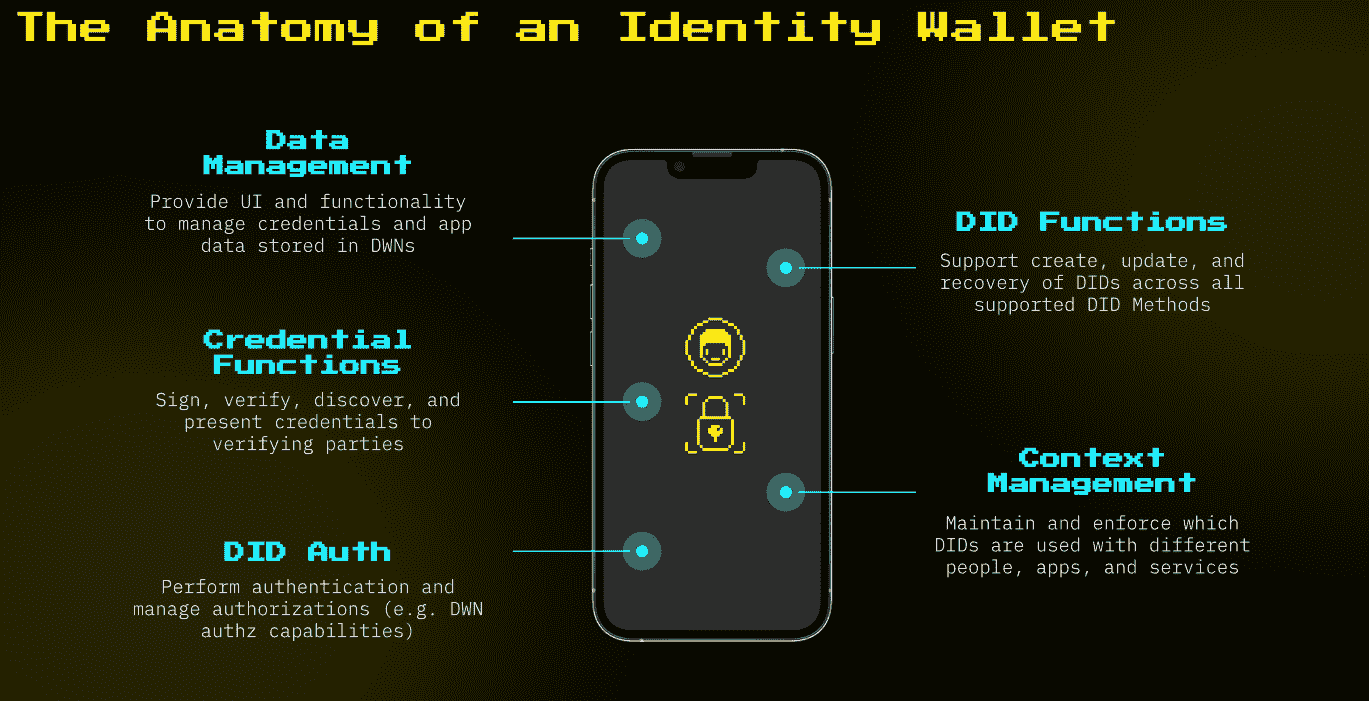 The Anatomy of an Identity Wallet
Data
Management
Provide UI and functionality
to manage credentials and app
data stored in DWNs
Credential
Functions
Sign, verify, discover, and
present credentials to
verifying parties
DID Auth
Perform authentication and
manage authorizations (e.g. DWN
authz capabilities)
DID Functions
Support create, update, and
recovery of DIDs across all
supported DID Methods
Context
Management
Maintain and enforce which
DIDs are used with different
people, apps, and services